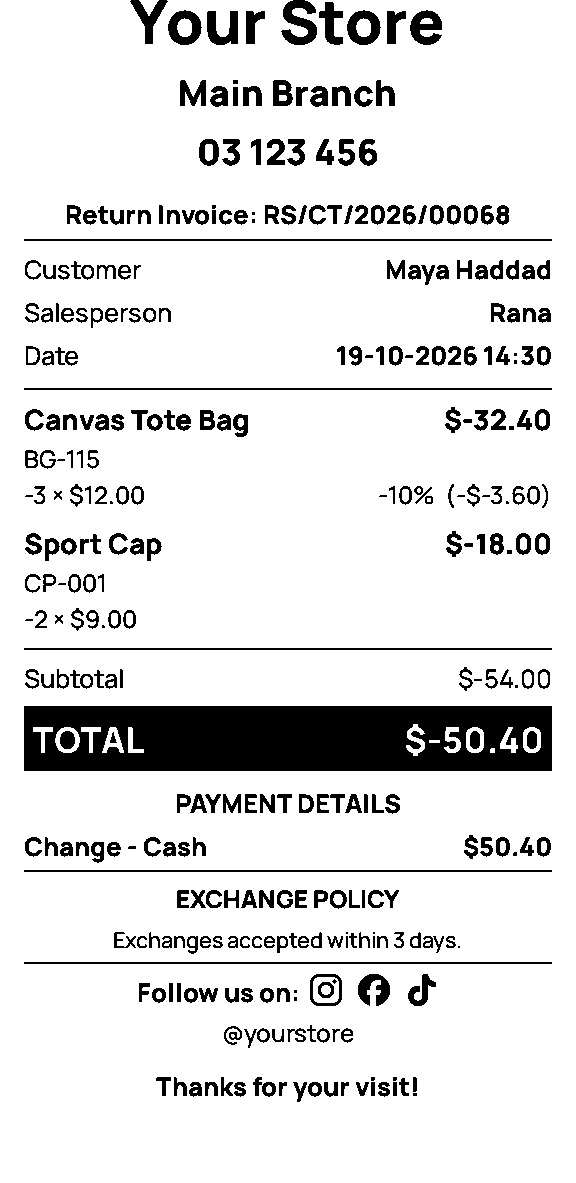 Your Store
Main Branch
03 123 456
Return Invoice: RS/CT/2026/00068
Customer Maya Haddad
Salesperson Rana
Date 19-10-2026 14:30
Canvas Tote Bag $-32.40
BG-115
-3 × $12.00 -10% (-$-3.60)
Sport Cap $-18.00
CP-001
-2 × $9.00
Subtotal $-54.00
TOTAL $-50.40
PAYMENT DETAILS
Change - Cash $50.40
EXCHANGE POLICY
Exchanges accepted within 3 days.
Follow us on:
@yourstore
Thanks for your visit!